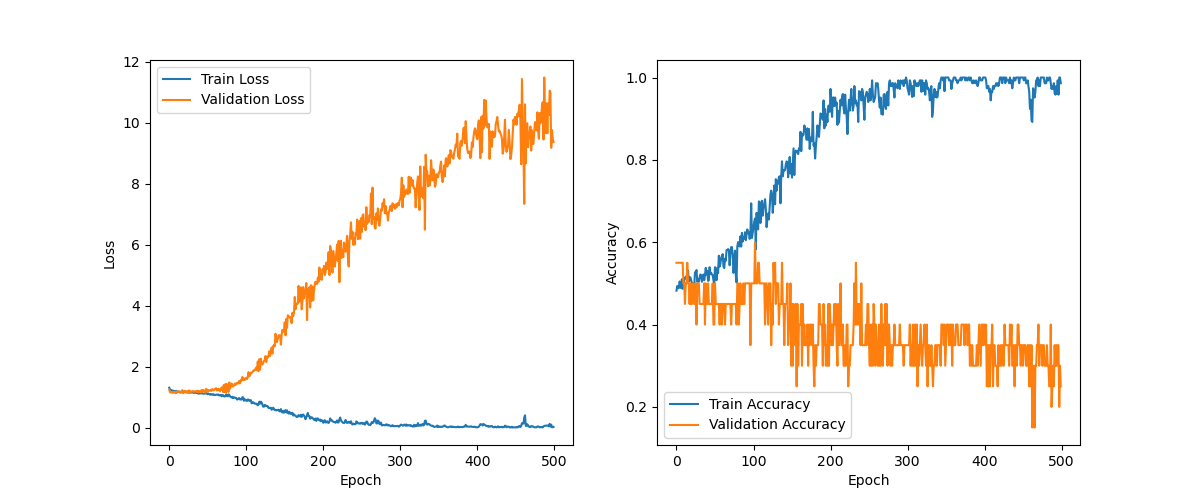 Train Loss
Validation Loss
12
10
8
6
4
2
0
Loss
0 100 200 300 400 500
Epoch
1.0
0.8
0.6
0.4
0.2
Accuracy
Train Accuracy
Validation Accuracy
0 100 200 300 400 500
Epoch